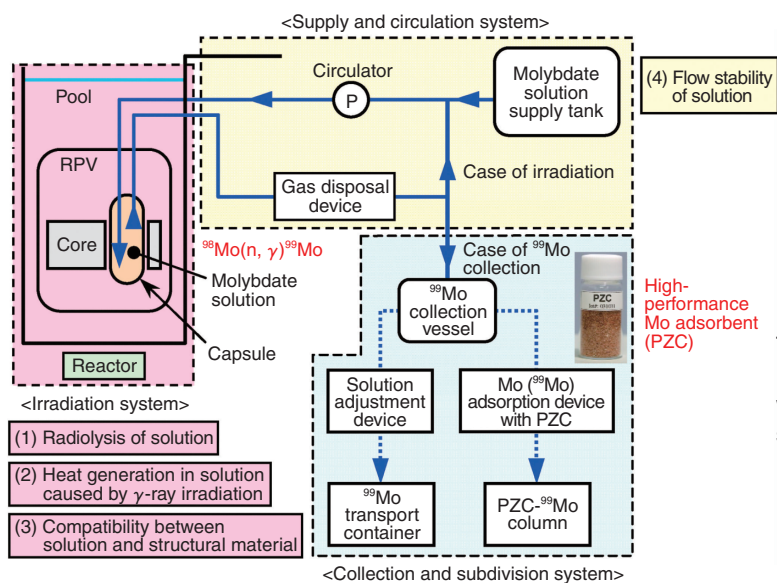 <Supply and circulation system>
Pool
Circulator
P
Molybdate
solution
supply tank
(4) Flow stability
of solution
RPV
Gas disposal
device
Case of irradiation
Core
⁹⁸Mo(n, γ)⁹⁹Mo
Molybdate
solution
Capsule
Reactor
<Irradiation system>
(1) Radiolysis of solution
(2) Heat generation in solution
caused by γ-ray irradiation
(3) Compatibility between
solution and structural material
Case of ⁹⁹Mo
collection
⁹⁹Mo
collection
vessel
PZC
High-
performance
Mo adsorbent
(PZC)
Solution
adjustment
device
Mo (⁹⁹Mo)
adsorption device
with PZC
⁹⁹Mo
transport
container
PZC-⁹⁹Mo
column
<Collection and subdivision system>